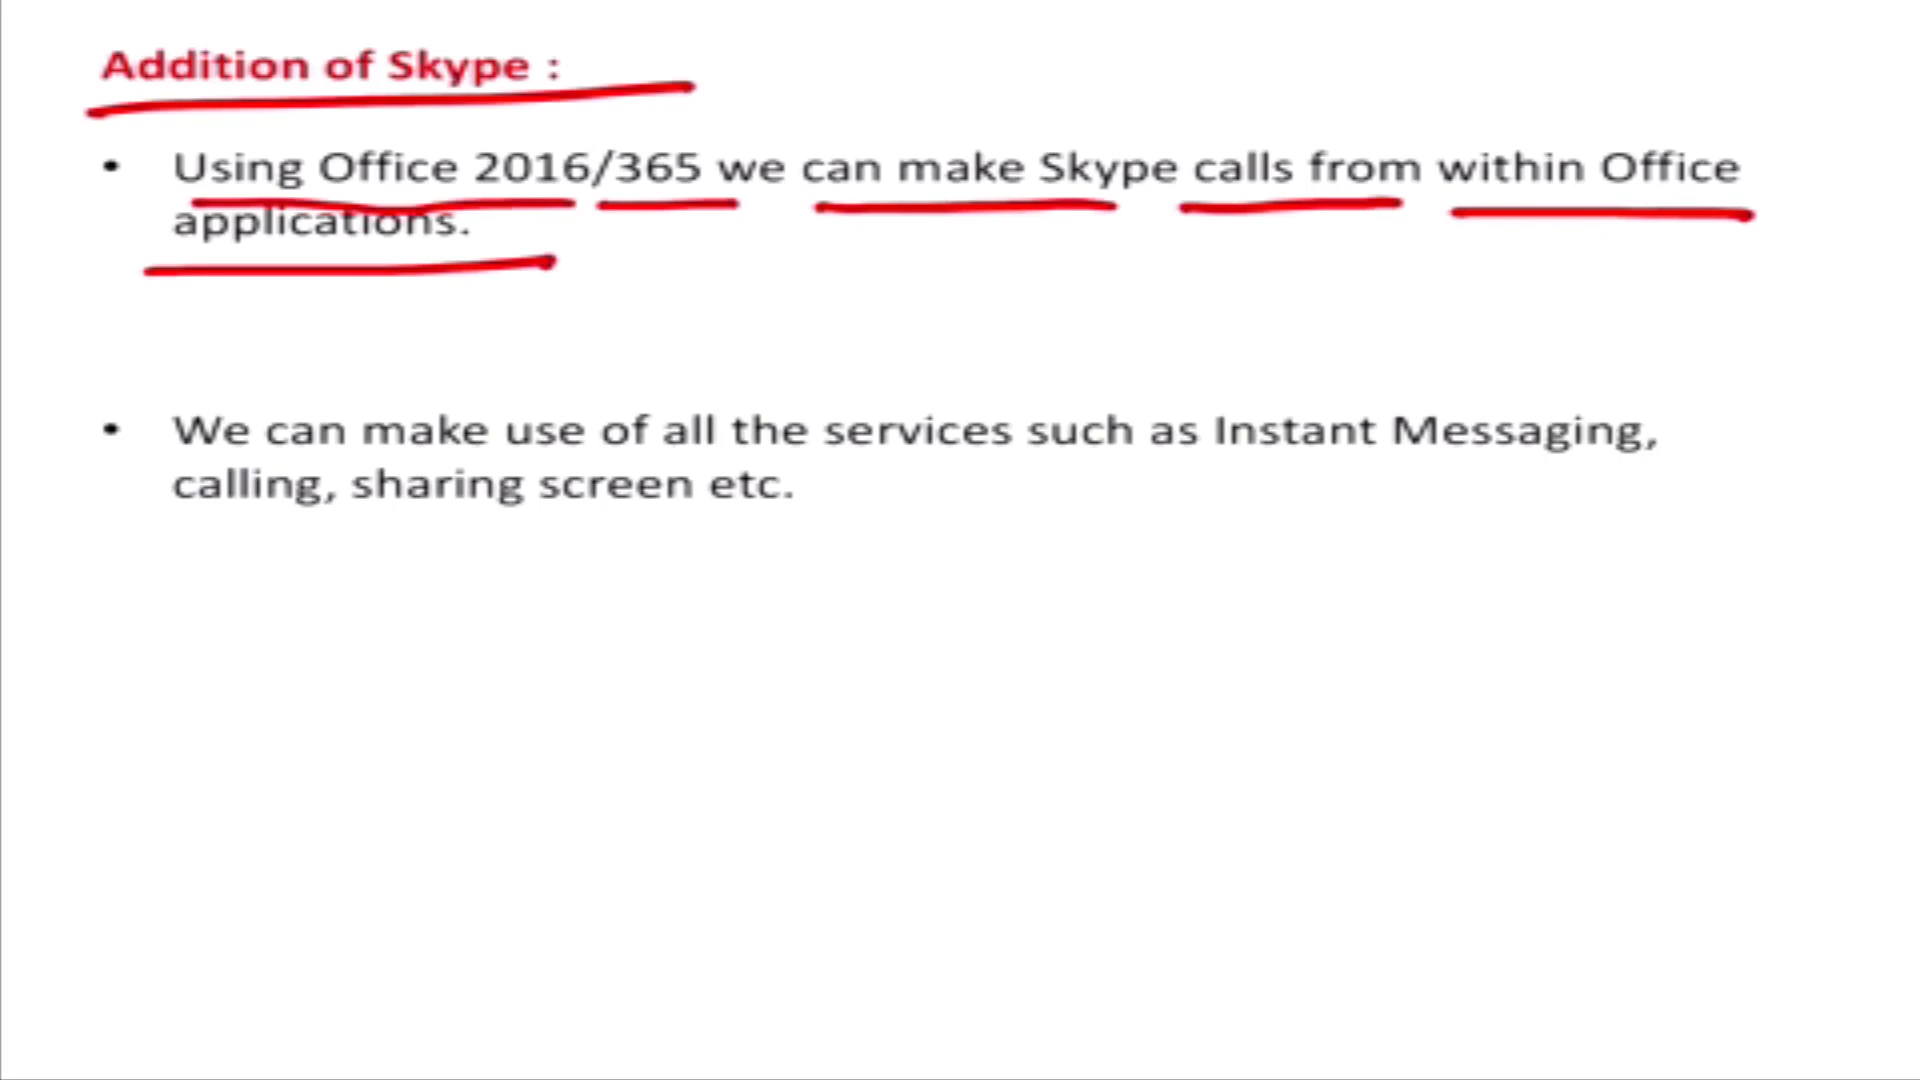 Addition of Skype :
• Using Office 2016/365 we can make Skype calls from within Office
applications.
• We can make use of all the services such as Instant Messaging,
calling, sharing screen etc.